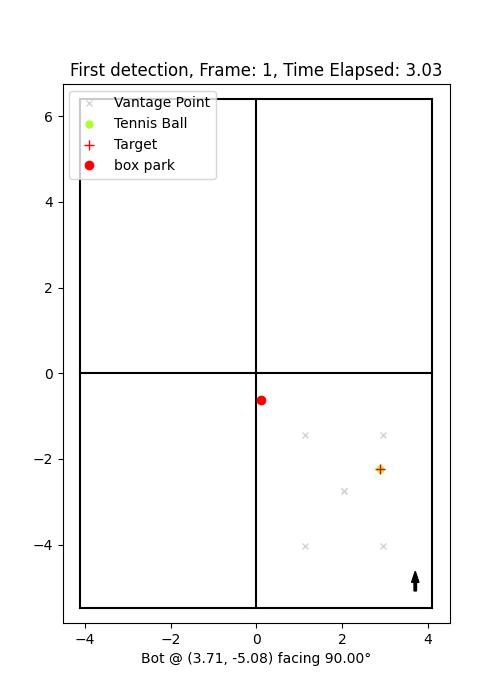 First detection, Frame: 1, Time Elapsed: 3.03
Vantage Point
Tennis Ball
Target
box park
6
4
2
0
−2
−4
−4
−2
0
2
4
Bot @ (3.71, -5.08) facing 90.00°